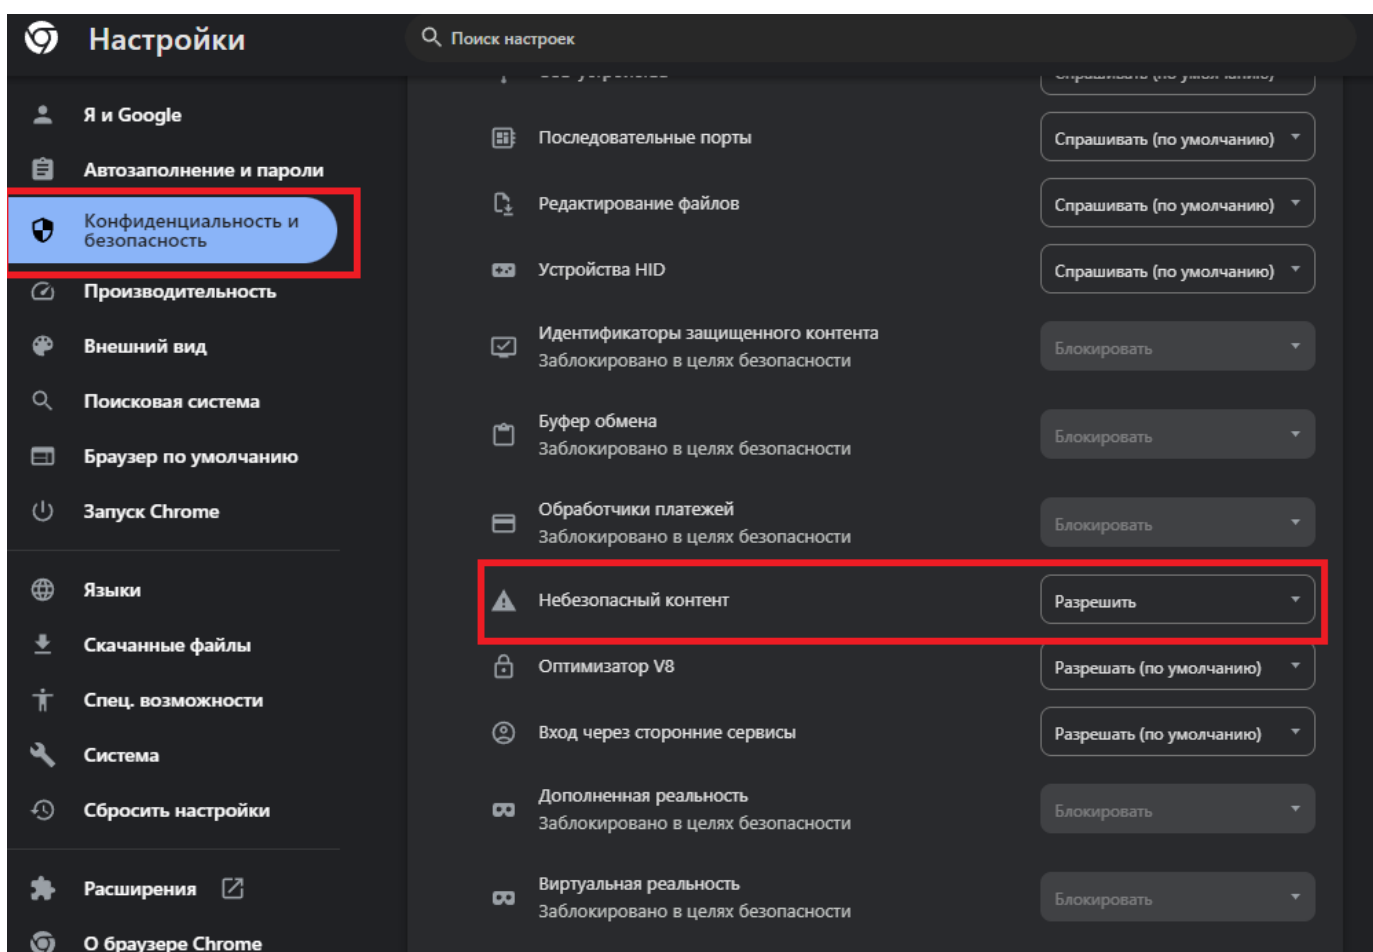 Настройки
Поиск настроек
Я и Google
Автозаполнение и пароли
Конфиденциальность и
безопасность
Производительность
Внешний вид
Поисковая система
Браузер по умолчанию
Запуск Chrome
Языки
Скачанные файлы
Спец. возможности
Система
Сбросить настройки
Расширения
О браузере Chrome
Спрашивать (по умолчанию)
Последовательные порты
Спрашивать (по умолчанию)
Редактирование файлов
Спрашивать (по умолчанию)
Устройства HID
Спрашивать (по умолчанию)
Идентификаторы защищенного контента
Заблокировано в целях безопасности
Блокировать
Буфер обмена
Заблокировано в целях безопасности
Блокировать
Обработчики платежей
Заблокировано в целях безопасности
Блокировать
Небезопасный контент
Разрешить
Оптимизатор V8
Разрешать (по умолчанию)
Вход через сторонние сервисы
Разрешать (по умолчанию)
Дополненная реальность
Заблокировано в целях безопасности
Блокировать
Виртуальная реальность
Заблокировано в целях безопасности
Блокировать